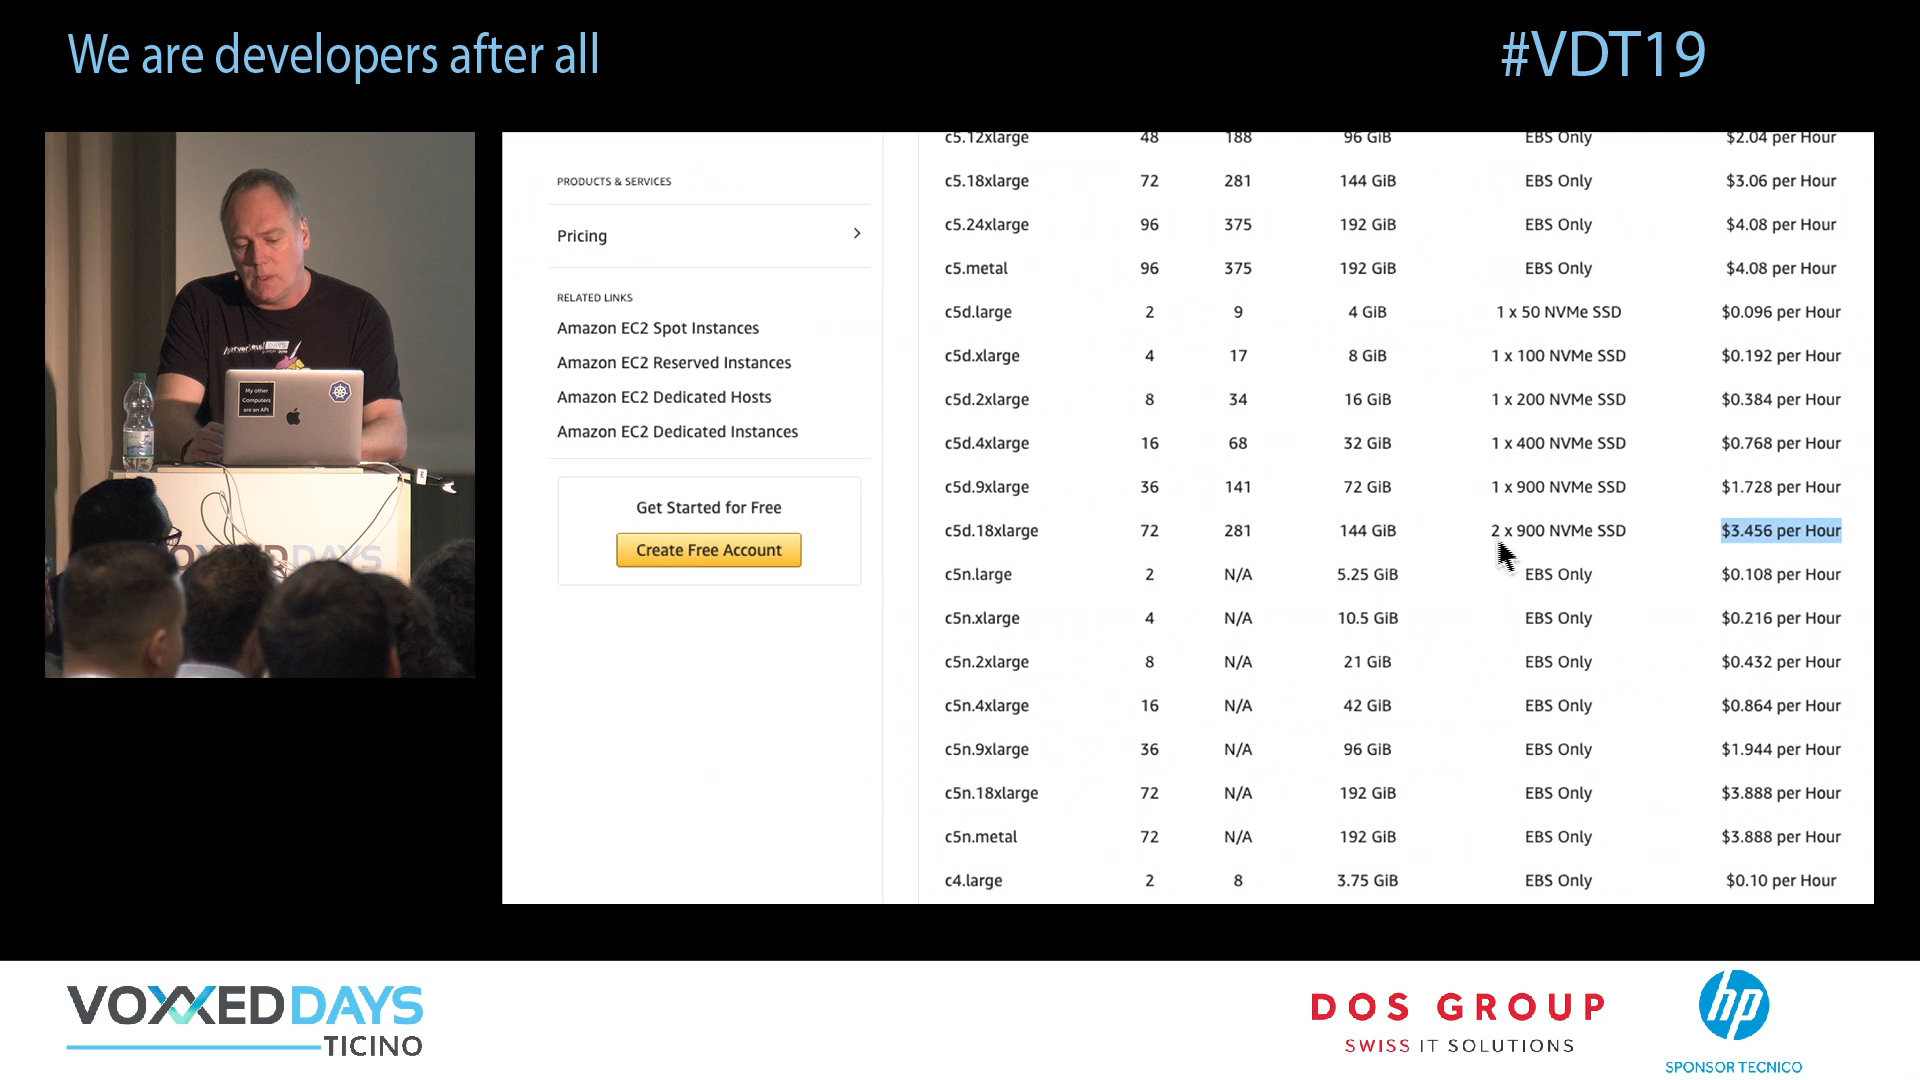 We are developers after all
#VDT19
PRODUCTS & SERVICES
Pricing
RELATED LINKS
Amazon EC2 Spot Instances
Amazon EC2 Reserved Instances
Amazon EC2 Dedicated Hosts
Amazon EC2 Dedicated Instances
Get Started for Free
Create Free Account
c5.12xlarge 48 188 96 GiB EBS Only $2.04 per Hour
c5.18xlarge 72 281 144 GiB EBS Only $3.06 per Hour
c5.24xlarge 96 375 192 GiB EBS Only $4.08 per Hour
c5.metal 96 375 192 GiB EBS Only $4.08 per Hour
c5d.large 2 9 4 GiB 1 x 50 NVMe SSD $0.096 per Hour
c5d.xlarge 4 17 8 GiB 1 x 100 NVMe SSD $0.192 per Hour
c5d.2xlarge 8 34 16 GiB 1 x 200 NVMe SSD $0.384 per Hour
c5d.4xlarge 16 68 32 GiB 1 x 400 NVMe SSD $0.768 per Hour
c5d.9xlarge 36 141 72 GiB 1 x 900 NVMe SSD $1.728 per Hour
c5d.18xlarge 72 281 144 GiB 2 x 900 NVMe SSD $3.456 per Hour
c5n.large 2 N/A 5.25 GiB EBS Only $0.108 per Hour
c5n.xlarge 4 N/A 10.5 GiB EBS Only $0.216 per Hour
c5n.2xlarge 8 N/A 21 GiB EBS Only $0.432 per Hour
c5n.4xlarge 16 N/A 42 GiB EBS Only $0.864 per Hour
c5n.9xlarge 36 N/A 96 GiB EBS Only $1.944 per Hour
c5n.18xlarge 72 N/A 192 GiB EBS Only $3.888 per Hour
c5n.metal 72 N/A 192 GiB EBS Only $3.888 per Hour
c4.large 2 8 3.75 GiB EBS Only $0.10 per Hour
DAYS
My other
Computers
are an API
DAYS
VOXXEDDAYS
TICINO
DOS GROUP
SWISS IT SOLUTIONS
hp
SPONSOR TECNICO